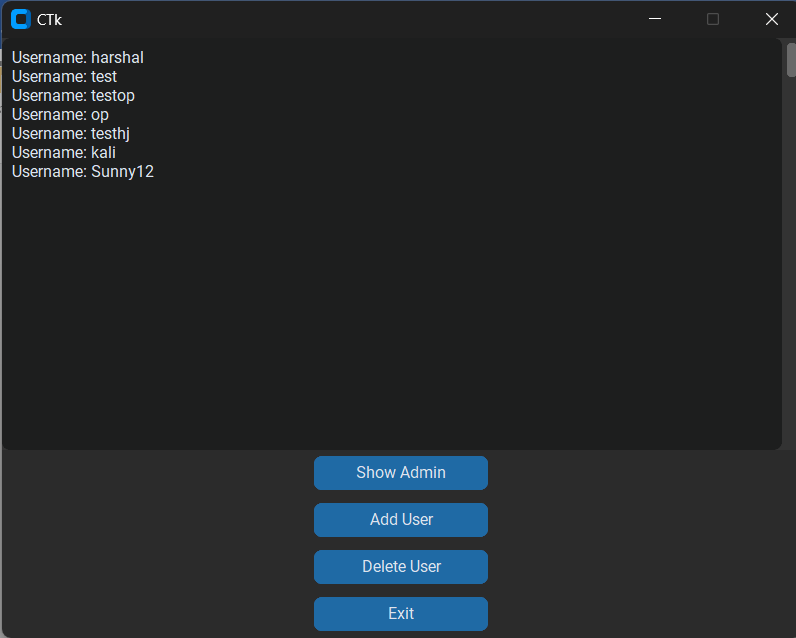 CTk
Username: harshal
Username: test
Username: testop
Username: op
Username: testhj
Username: kali
Username: Sunny12
Show Admin
Add User
Delete User
Exit